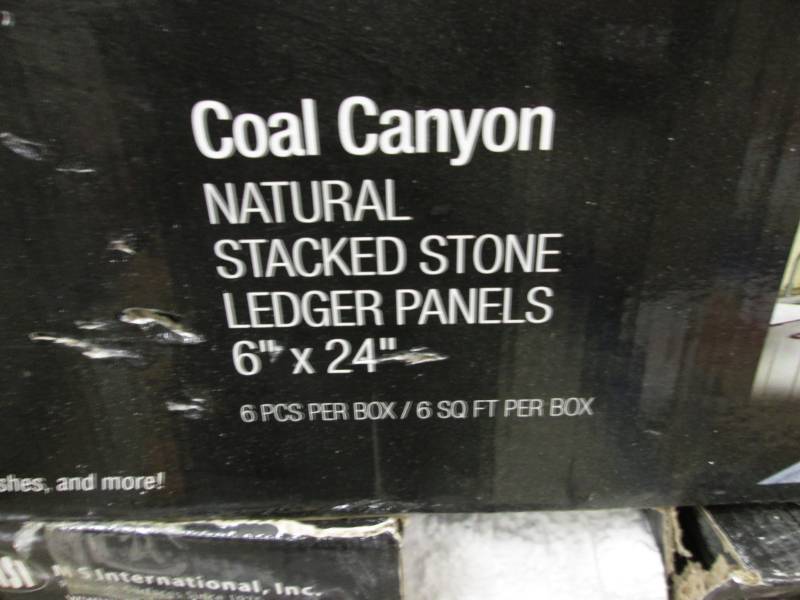 Coal Canyon
NATURAL
STACKED STONE
LEDGER PANELS
6" x 24"
6 PCS PER BOX / 6 SQ FT PER BOX
shes, and more!
M S International, Inc.